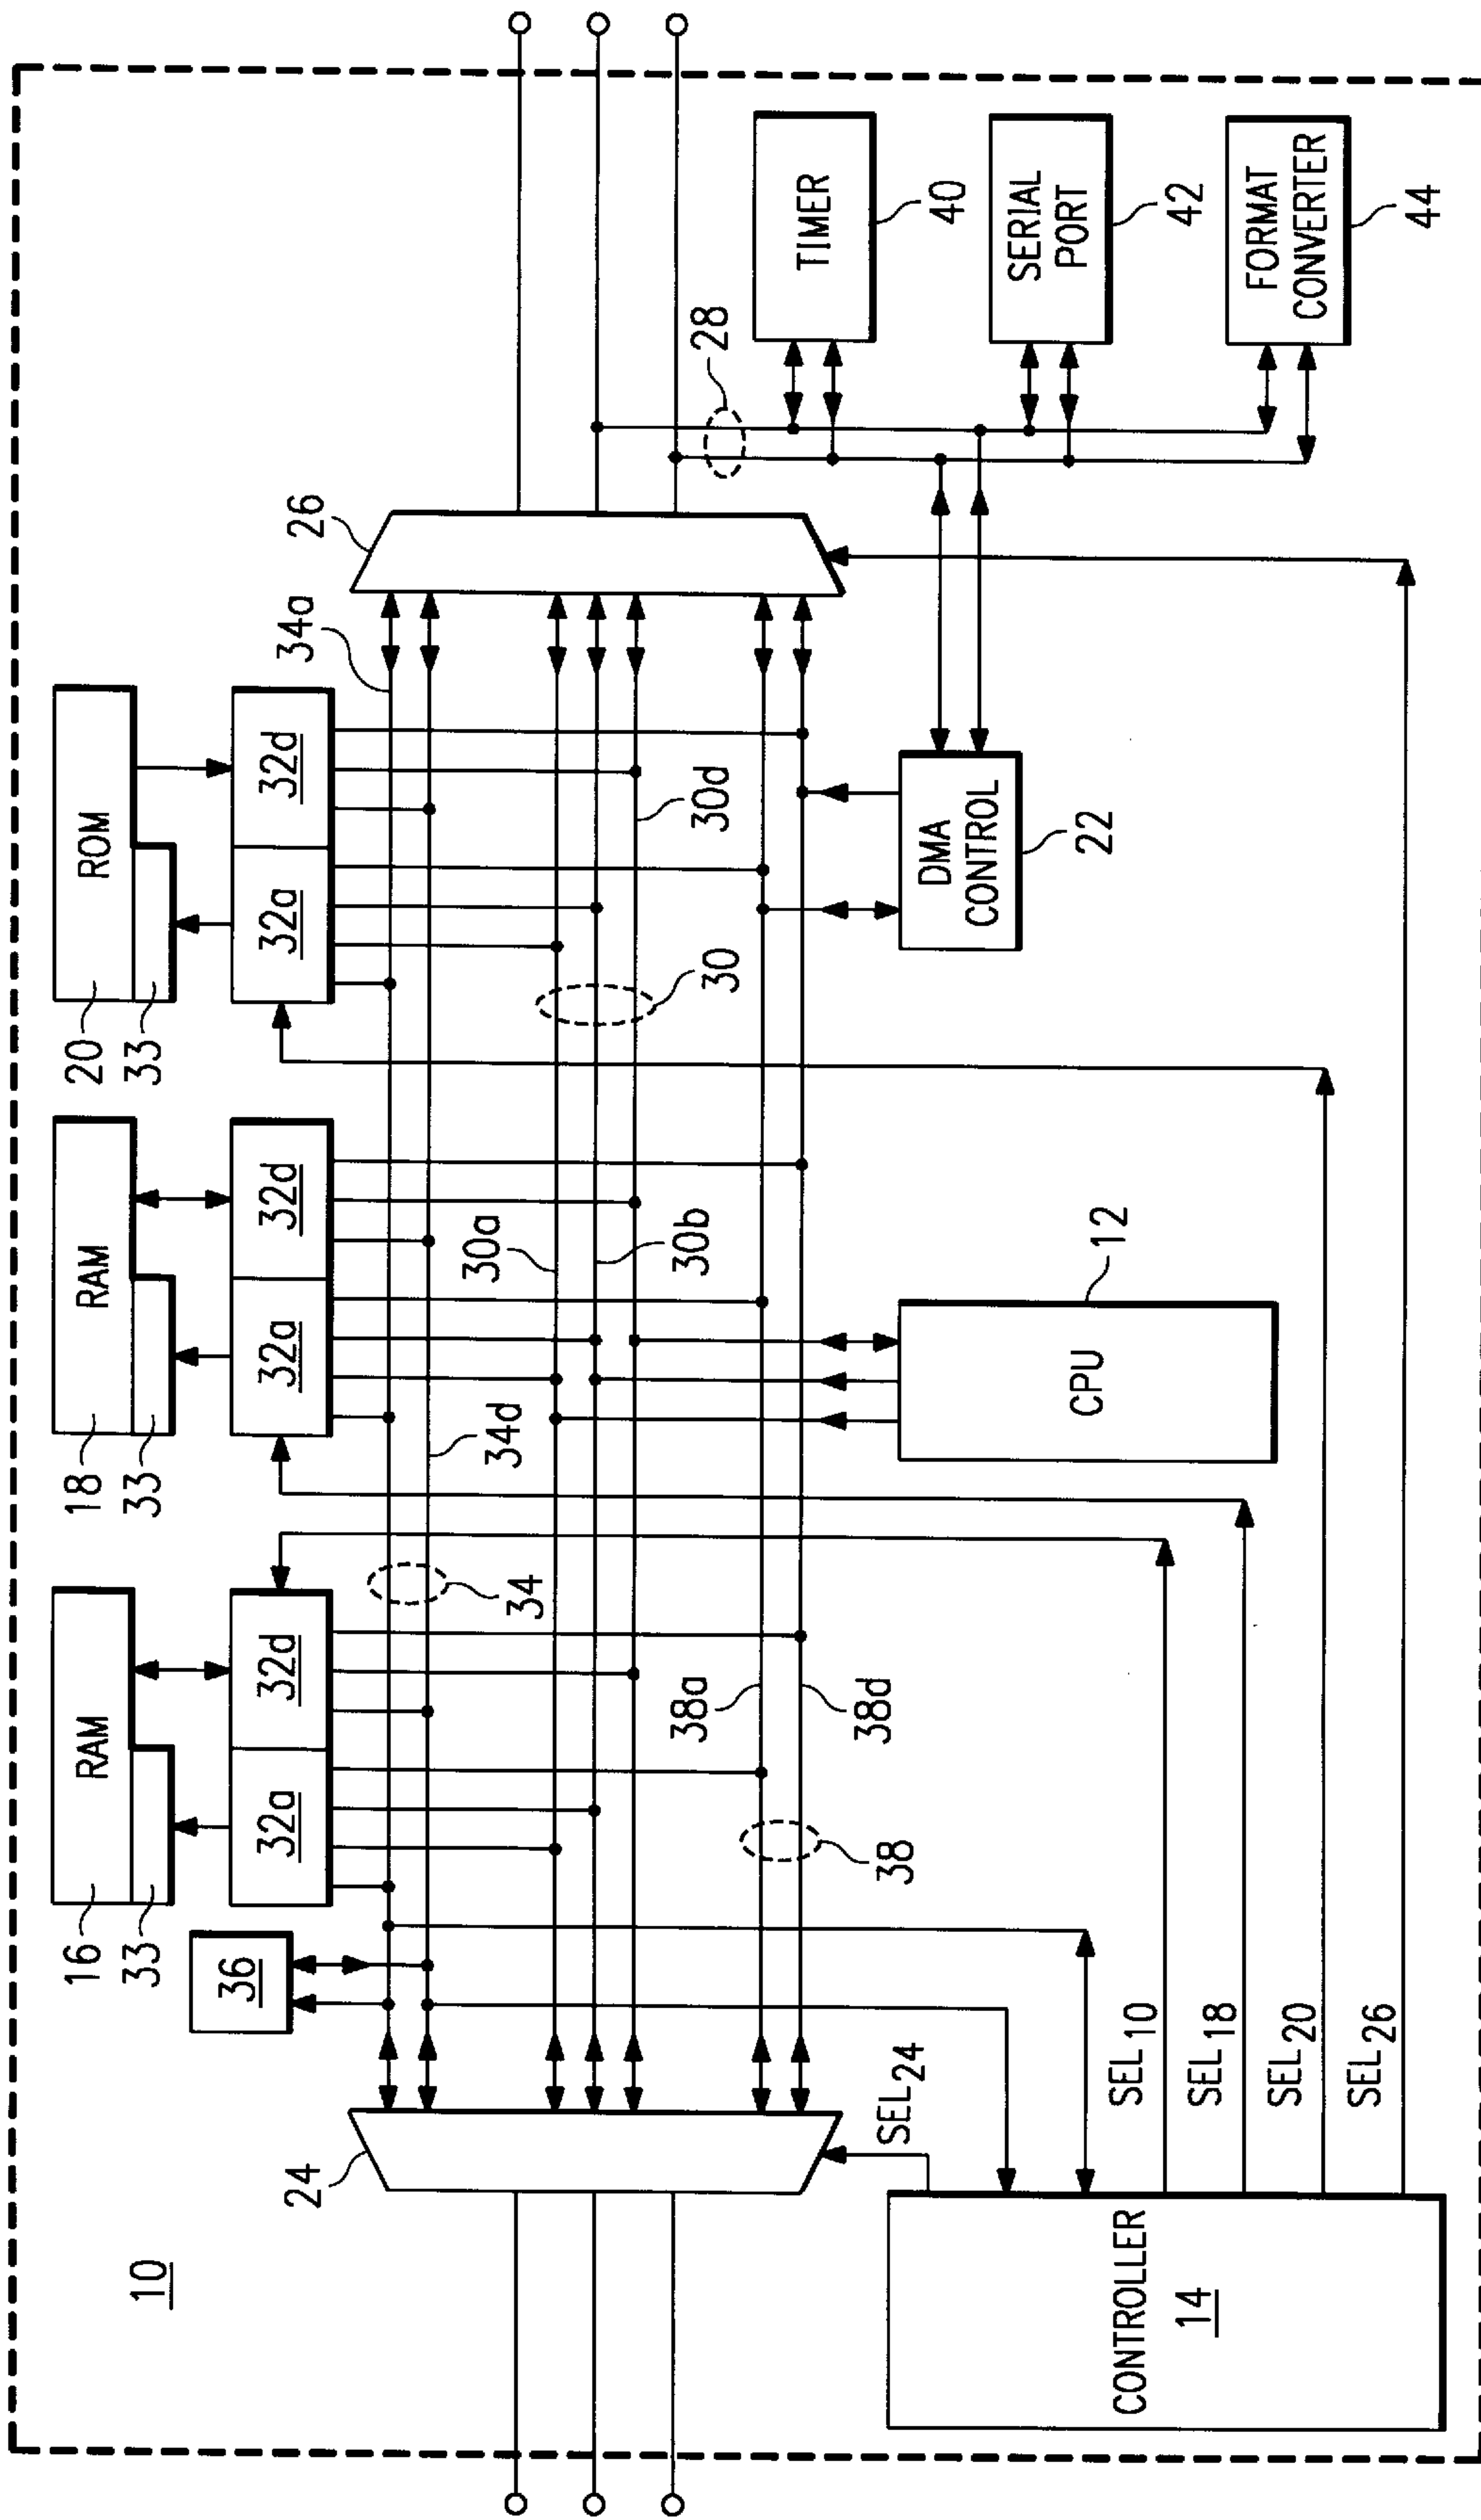 10
24
36
16
33
RAM
32a
32d
18
33
RAM
32a
32d
20
33
ROM
32a
32d
34
34d
34a
26
30a
30b
30
30d
38a
38d
38
28
TIMER
40
SERIAL
PORT
42
FORMAT
CONVERTER
44
DMA
CONTROL
22
CPU
12
SEL24
CONTROLLER
14
SEL10
SEL18
SEL20
SEL26